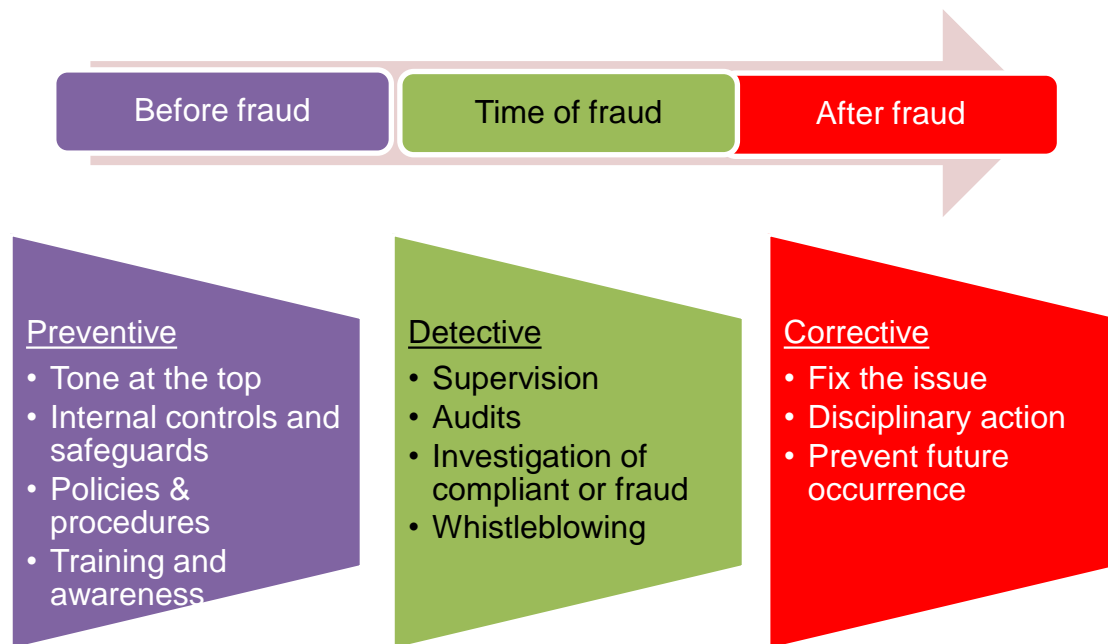 Before fraud
Time of fraud
After fraud
Preventive
• Tone at the top
• Internal controls and
safeguards
• Policies &
procedures
• Training and
awareness
Detective
• Supervision
• Audits
• Investigation of
compliant or fraud
• Whistleblowing
Corrective
• Fix the issue
• Disciplinary action
• Prevent future
occurrence